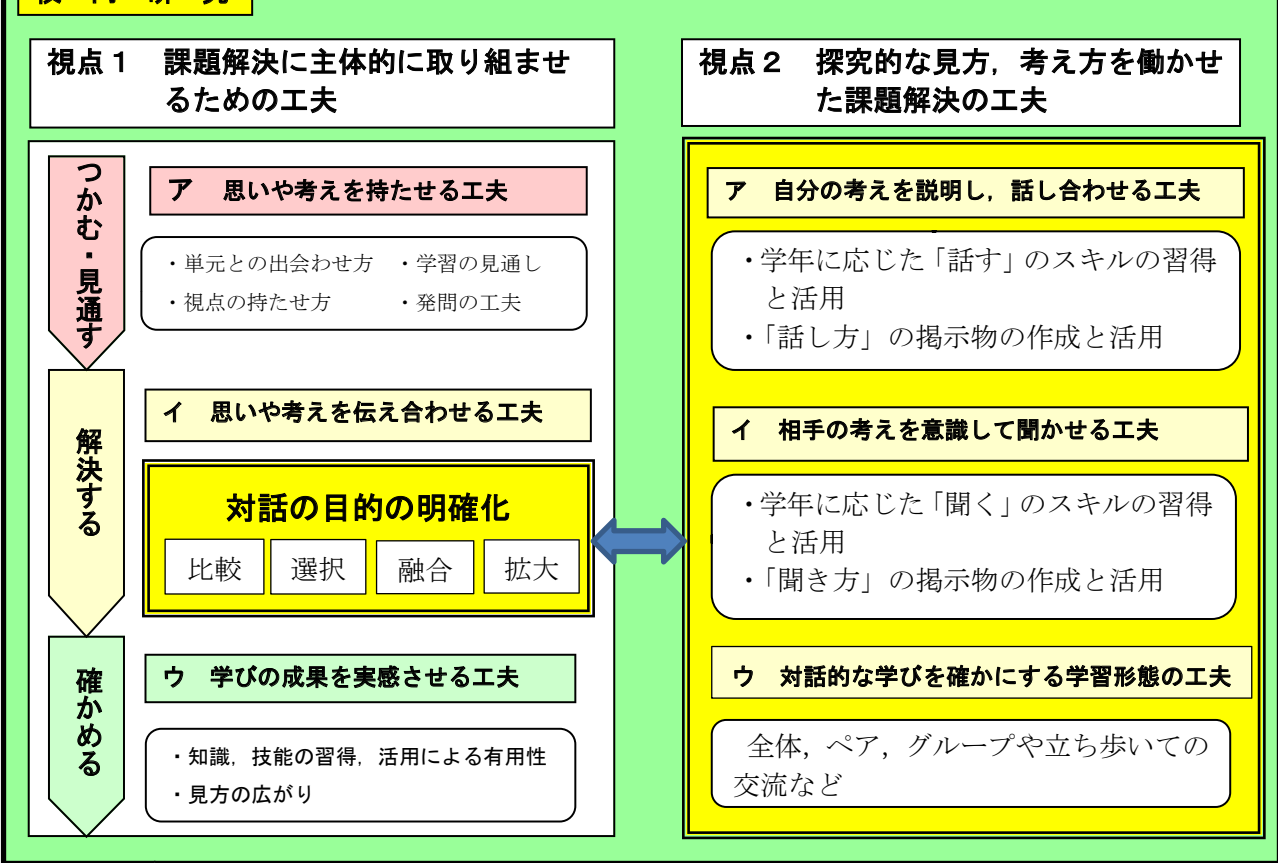 視点１　課題解決に主体的に取り組ませ
るための工夫
つかむ・見通す
ア　思いや考えを持たせる工夫
・単元との出会わせ方　・学習の見通し
・視点の持たせ方　・発問の工夫
解決する
イ　思いや考えを伝え合わせる工夫
対話の目的の明確化
比較　選択　融合　拡大
確かめる
ウ　学びの成果を実感させる工夫
・知識，技能の習得，活用による有用性
・見方の広がり
視点２　探究的な見方，考え方を働かせ
た課題解決の工夫
ア　自分の考えを説明し，話し合わせる工夫
・学年に応じた「話す」のスキルの習得
と活用
・「話し方」の掲示物の作成と活用
イ　相手の考えを意識して聞かせる工夫
・学年に応じた「聞く」のスキルの習得
と活用
・「聞き方」の掲示物の作成と活用
ウ　対話的な学びを確かにする学習形態の工夫
全体，ペア，グループや立ち歩いての
交流など